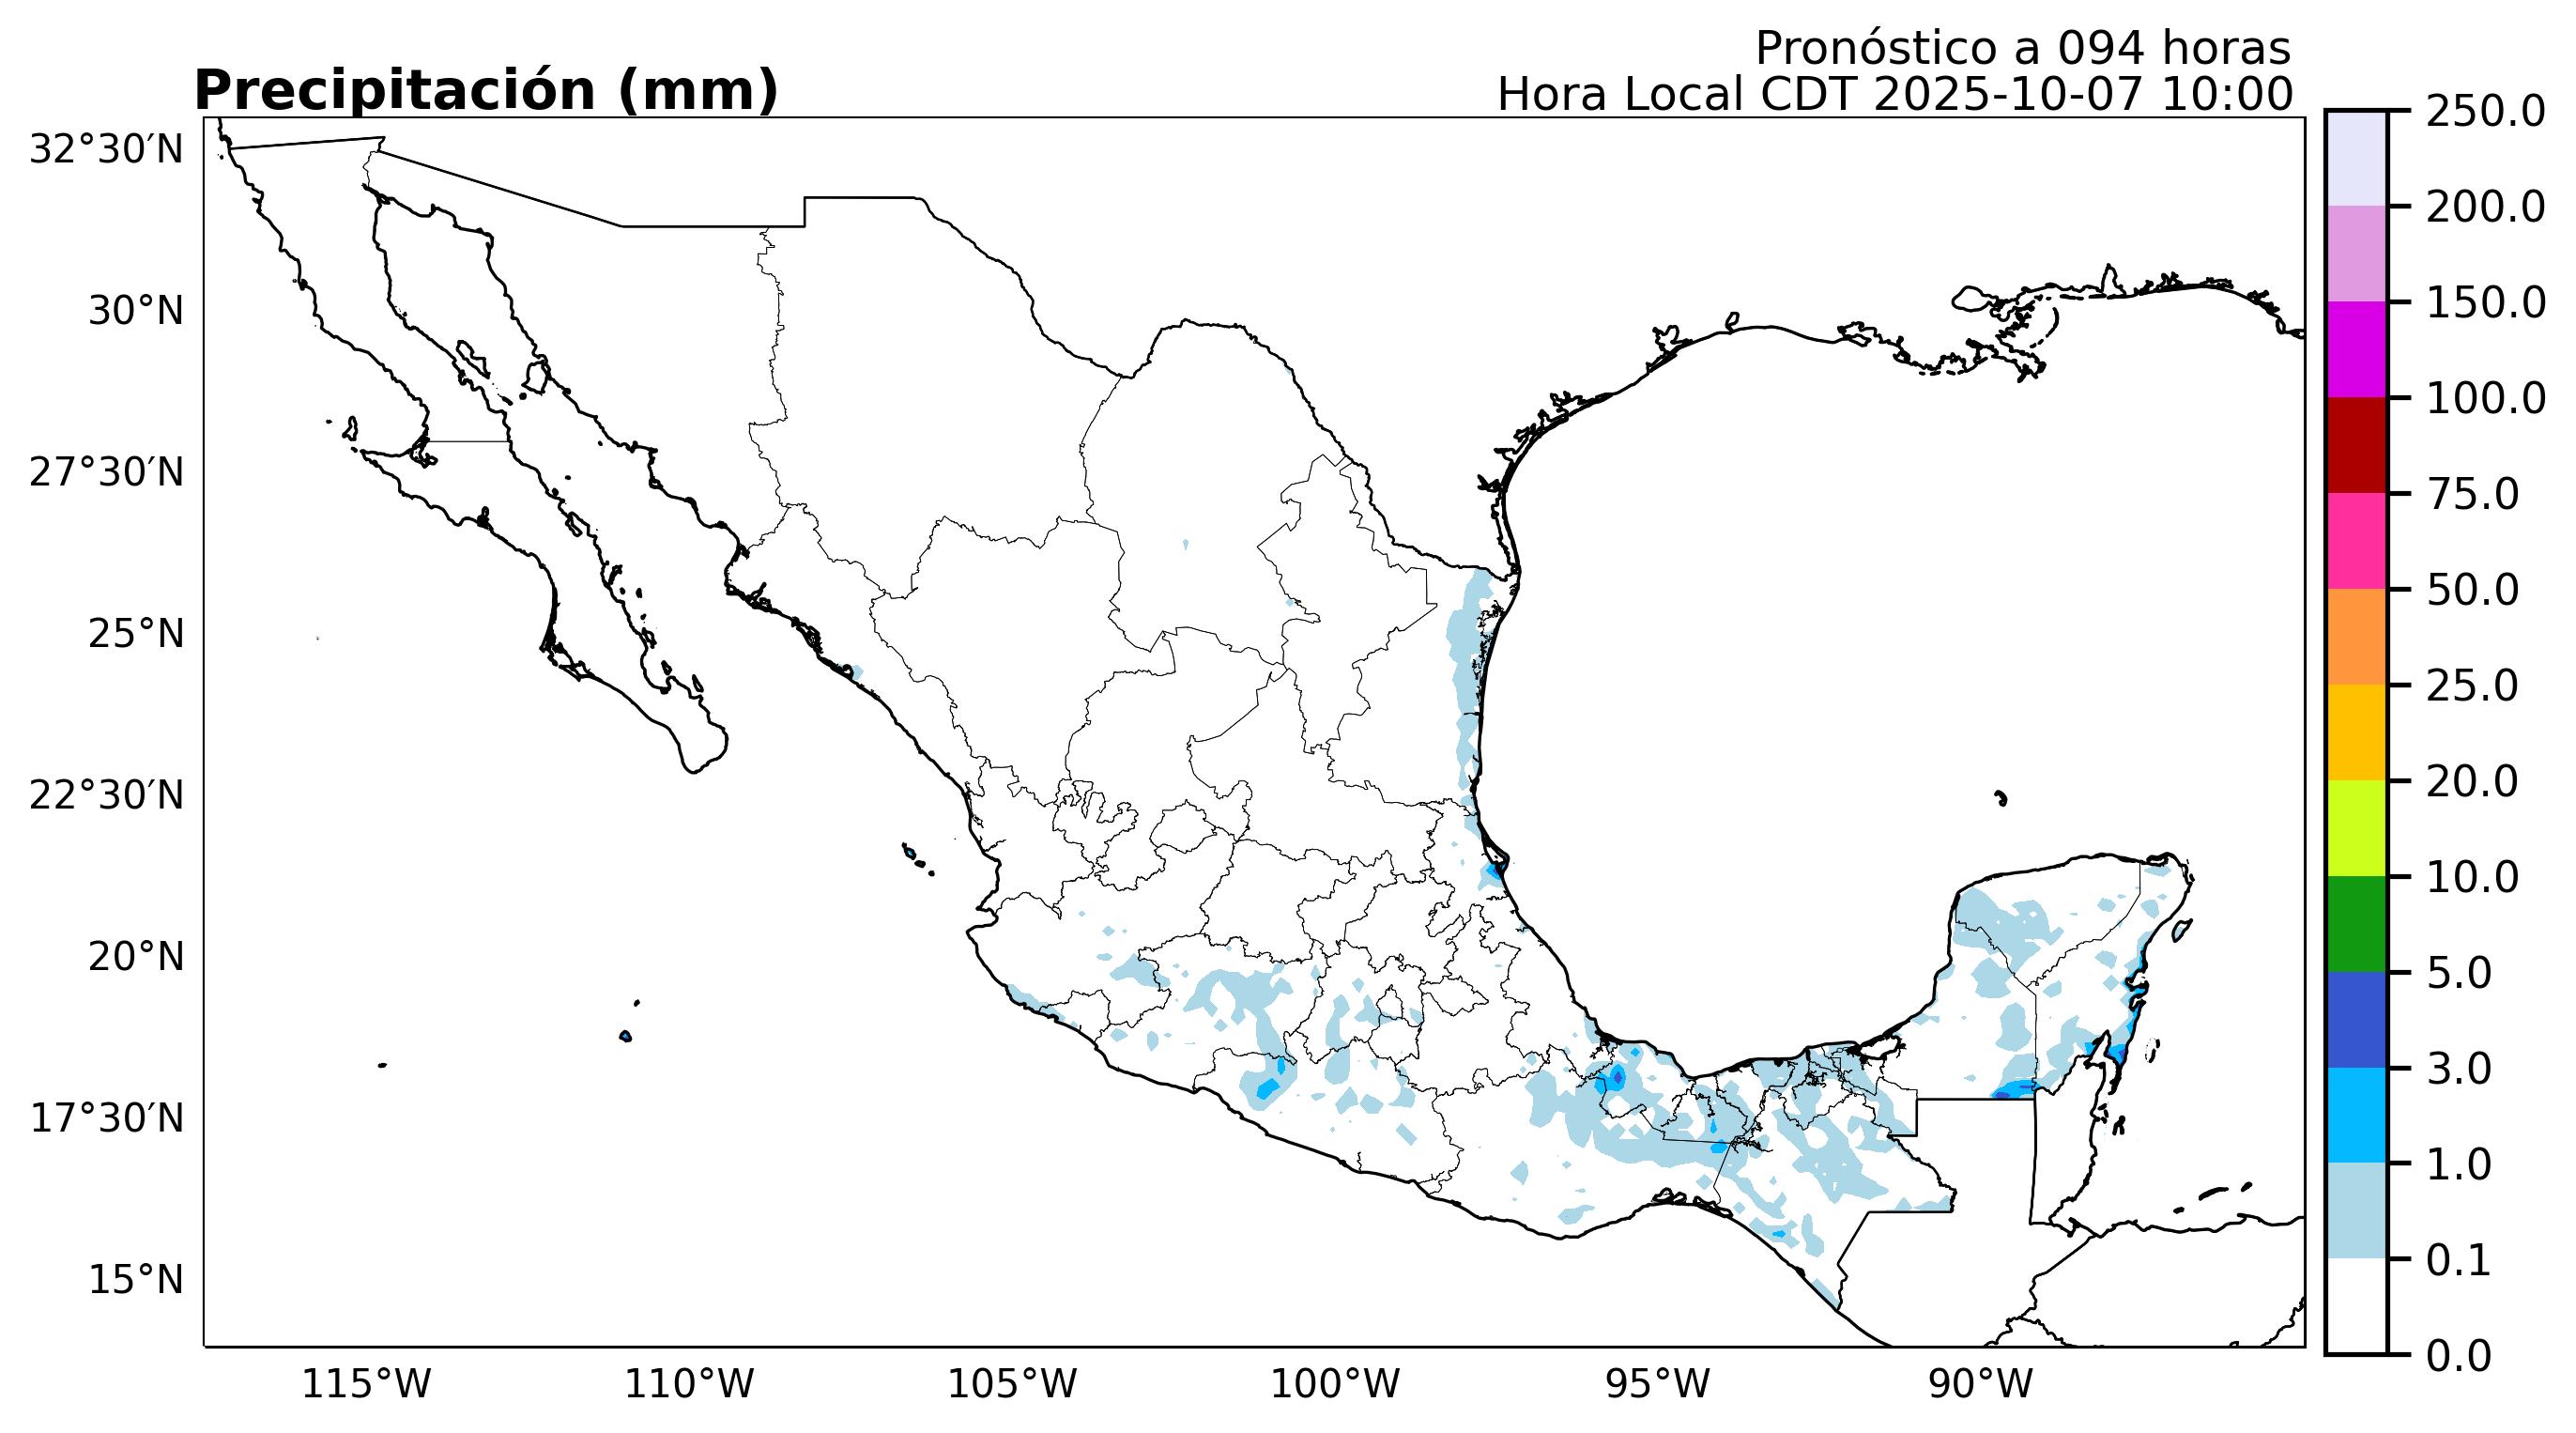 Pronóstico a 094 horas
Precipitación (mm)
Hora Local CDT 2025-10-07 10:00
32°30′N
30°N
27°30′N
25°N
22°30′N
20°N
17°30′N
15°N
115°W
110°W
105°W
100°W
95°W
90°W
250.0
200.0
150.0
100.0
75.0
50.0
25.0
20.0
10.0
5.0
3.0
1.0
0.1
0.0